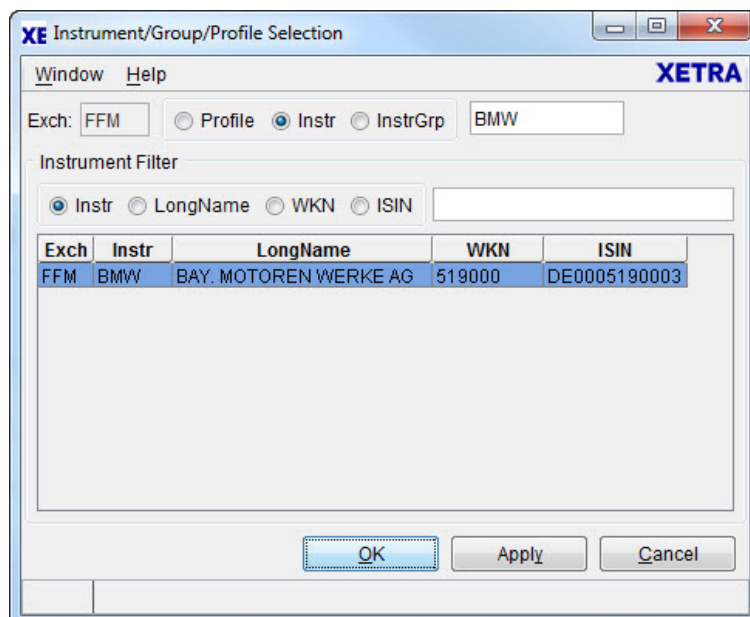 XE Instrument/Group/Profile Selection
Window Help XETRA
Exch: FFM Profile Instr InstrGrp BMW
Instrument Filter
Instr LongName WKN ISIN
Exch Instr LongName WKN ISIN
FFM BMW BAY. MOTOREN WERKE AG 519000 DE0005190003
OK Apply Cancel